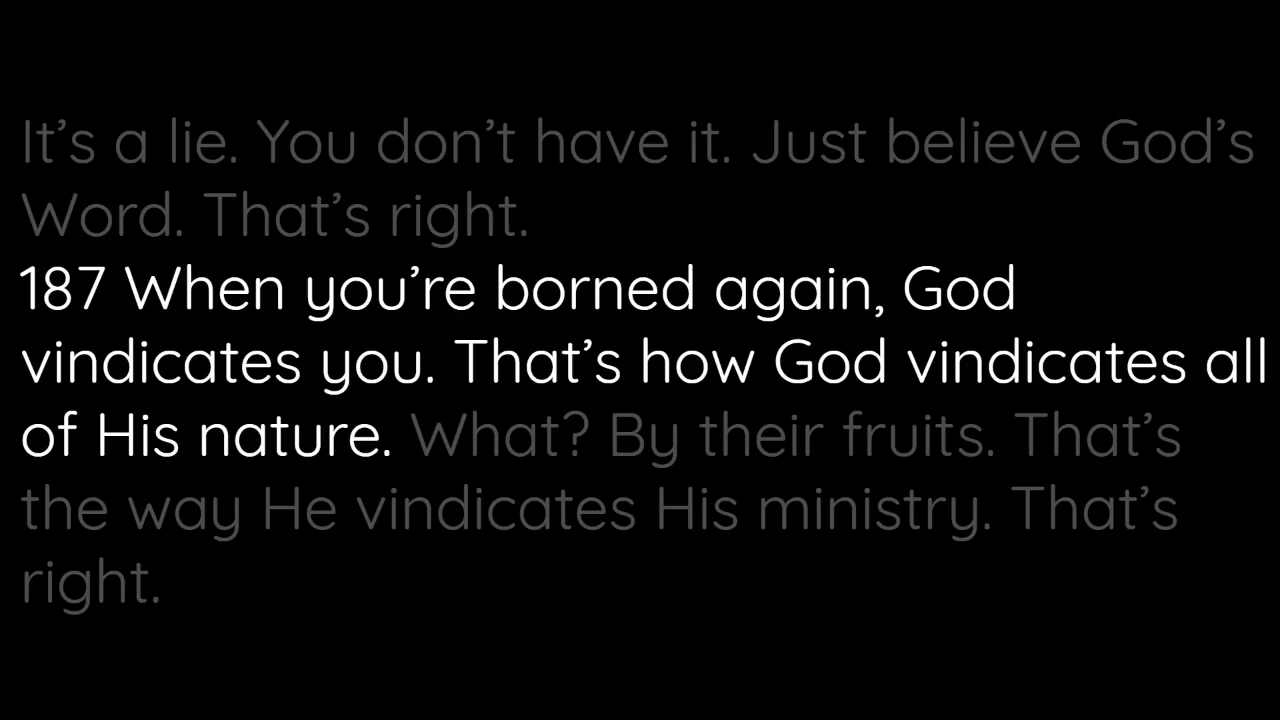 It’s a lie. You don’t have it. Just believe God’s
Word. That’s right.
187 When you’re borned again, God
vindicates you. That’s how God vindicates all
of His nature. What? By their fruits. That’s
the way He vindicates His ministry. That’s
right.